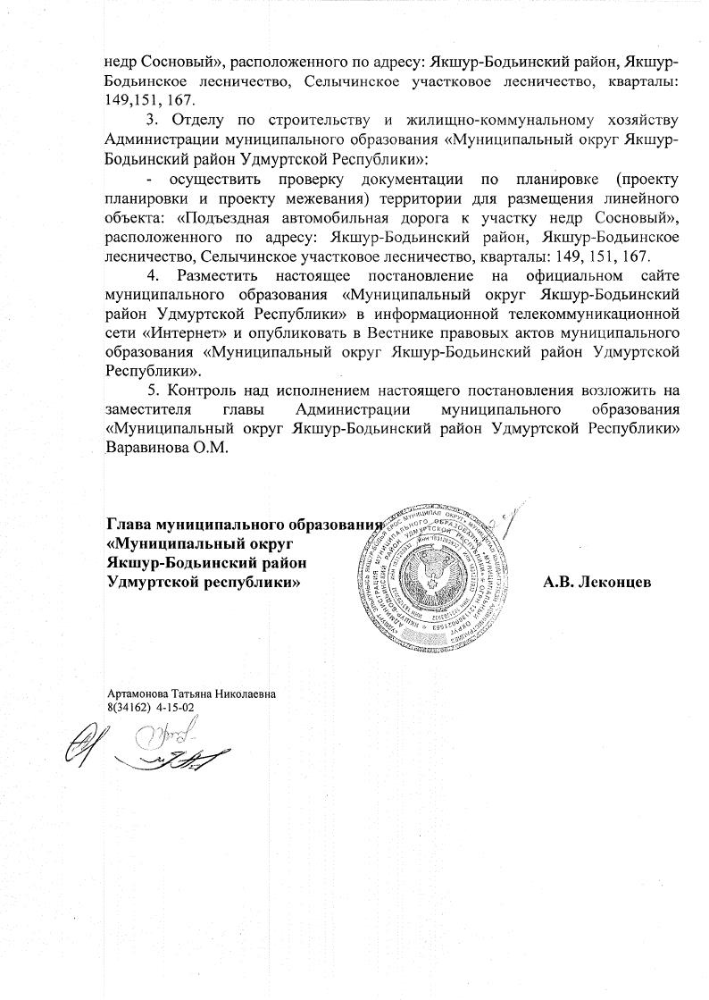 недр Сосновый», расположенного по адресу: Якшур-Бодьинский район, Якшур-
Бодьинское лесничество, Селычинское участковое лесничество, кварталы:
149,151, 167.
3. Отделу по строительству и жилищно-коммунальному хозяйству
Администрации муниципального образования «Муниципальный округ Якшур-
Бодьинский район Удмуртской Республики»:
- осуществить проверку документации по планировке (проекту
планировки и проекту межевания) территории для размещения линейного
объекта: «Подъездная автомобильная дорога к участку недр Сосновый»,
расположенного по адресу: Якшур-Бодьинский район, Якшур-Бодьинское
лесничество, Селычинское участковое лесничество, кварталы: 149, 151, 167.
4. Разместить настоящее постановление на официальном сайте
муниципального образования «Муниципальный округ Якшур-Бодьинский
район Удмуртской Республики» в информационной телекоммуникационной
сети «Интернет» и опубликовать в Вестнике правовых актов муниципального
образования «Муниципальный округ Якшур-Бодьинский район Удмуртской
Республики».
5. Контроль над исполнением настоящего постановления возложить на
заместителя главы Администрации муниципального образования
«Муниципальный округ Якшур-Бодьинский район Удмуртской Республики»
Варавинова О.М.
Глава муниципального образования
«Муниципальный округ
Якшур-Бодьинский район
Удмуртской республики»
А.В. Леконцев
Артамонова Татьяна Николаевна
8(34162) 4-15-02